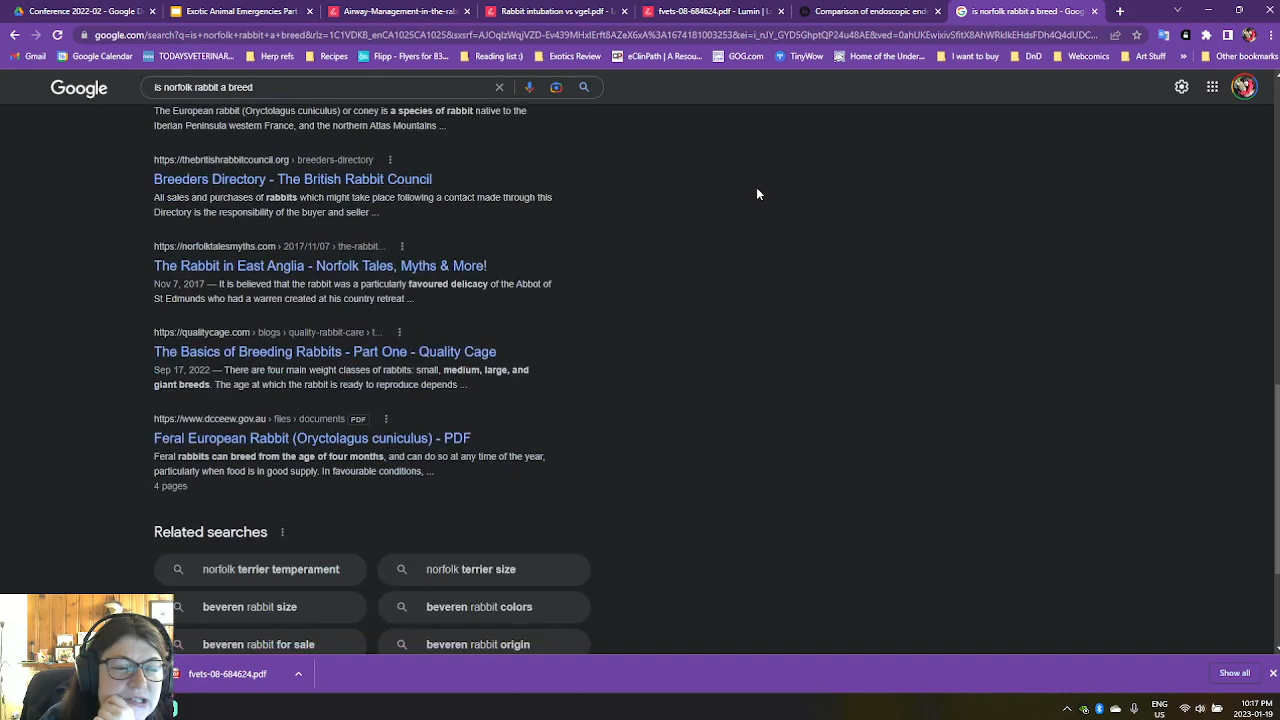 Conference 2022-02 - Google D
Exotic Animal Emergencies Part
Airway-Management-in-the-rab
Rabbit intubation vs vgel.pdf - L
fvets-08-684624.pdf - Lumin | L
Comparison of endoscopic end
is norfolk rabbit a breed - Goog
google.com/search?q=is+norfolk+rabbit+a+breed&rlz=1C1VDKB_enCA1025CA1025&sxsrf=
Gmail
Google Calendar
TODAYSVETERINAR...
Herp refs
Recipes
Flipp - Flyers for B...
Exotics Review
eClinPath | A Resou...
GOG.com
TinyWow
Home of the Under...
I want to buy
DnD
Webcomics
Art Stuff
»
Other bookmarks
Google
is norfolk rabbit a breed
The European rabbit (Oryctolagus cuniculus) or coney is a species of rabbit native to the
Iberian Peninsula western France, and the northern Atlas Mountains ...
https://thebritishrabbitcouncil.org › breeders-directory
Breeders Directory - The British Rabbit Council
All sales and purchases of rabbits which might take place following a contact made through this
Directory is the responsibility of the buyer and seller ...
https://norfolktalesmyths.com › 2017/11/07 › the-rabbit...
The Rabbit in East Anglia - Norfolk Tales, Myths & More!
Nov 7, 2017 — It is believed that the rabbit was a particularly favoured delicacy of the Abbot of
St Edmunds who had a warren created at his country retreat ...
https://qualitycage.com › blogs › quality-rabbit-care › t...
The Basics of Breeding Rabbits - Part One - Quality Cage
Sep 17, 2022 — There are four main weight classes of rabbits: small, medium, large, and
giant breeds. The age at which the rabbit is ready to reproduce depends ...
https://www.dcceew.gov.au › files › documents PDF
Feral European Rabbit (Oryctolagus cuniculus) - PDF
Feral rabbits can breed from the age of four months, and can do so at any time of the year,
particularly when food is in good supply. In favourable conditions, ...
4 pages
Related searches
norfolk terrier temperament
norfolk terrier size
beveren rabbit size
beveren rabbit colors
beveren rabbit for sale
beveren rabbit origin
fvets-08-684624.pdf
Show all
ENG
US
10:17 PM
2023-01-19